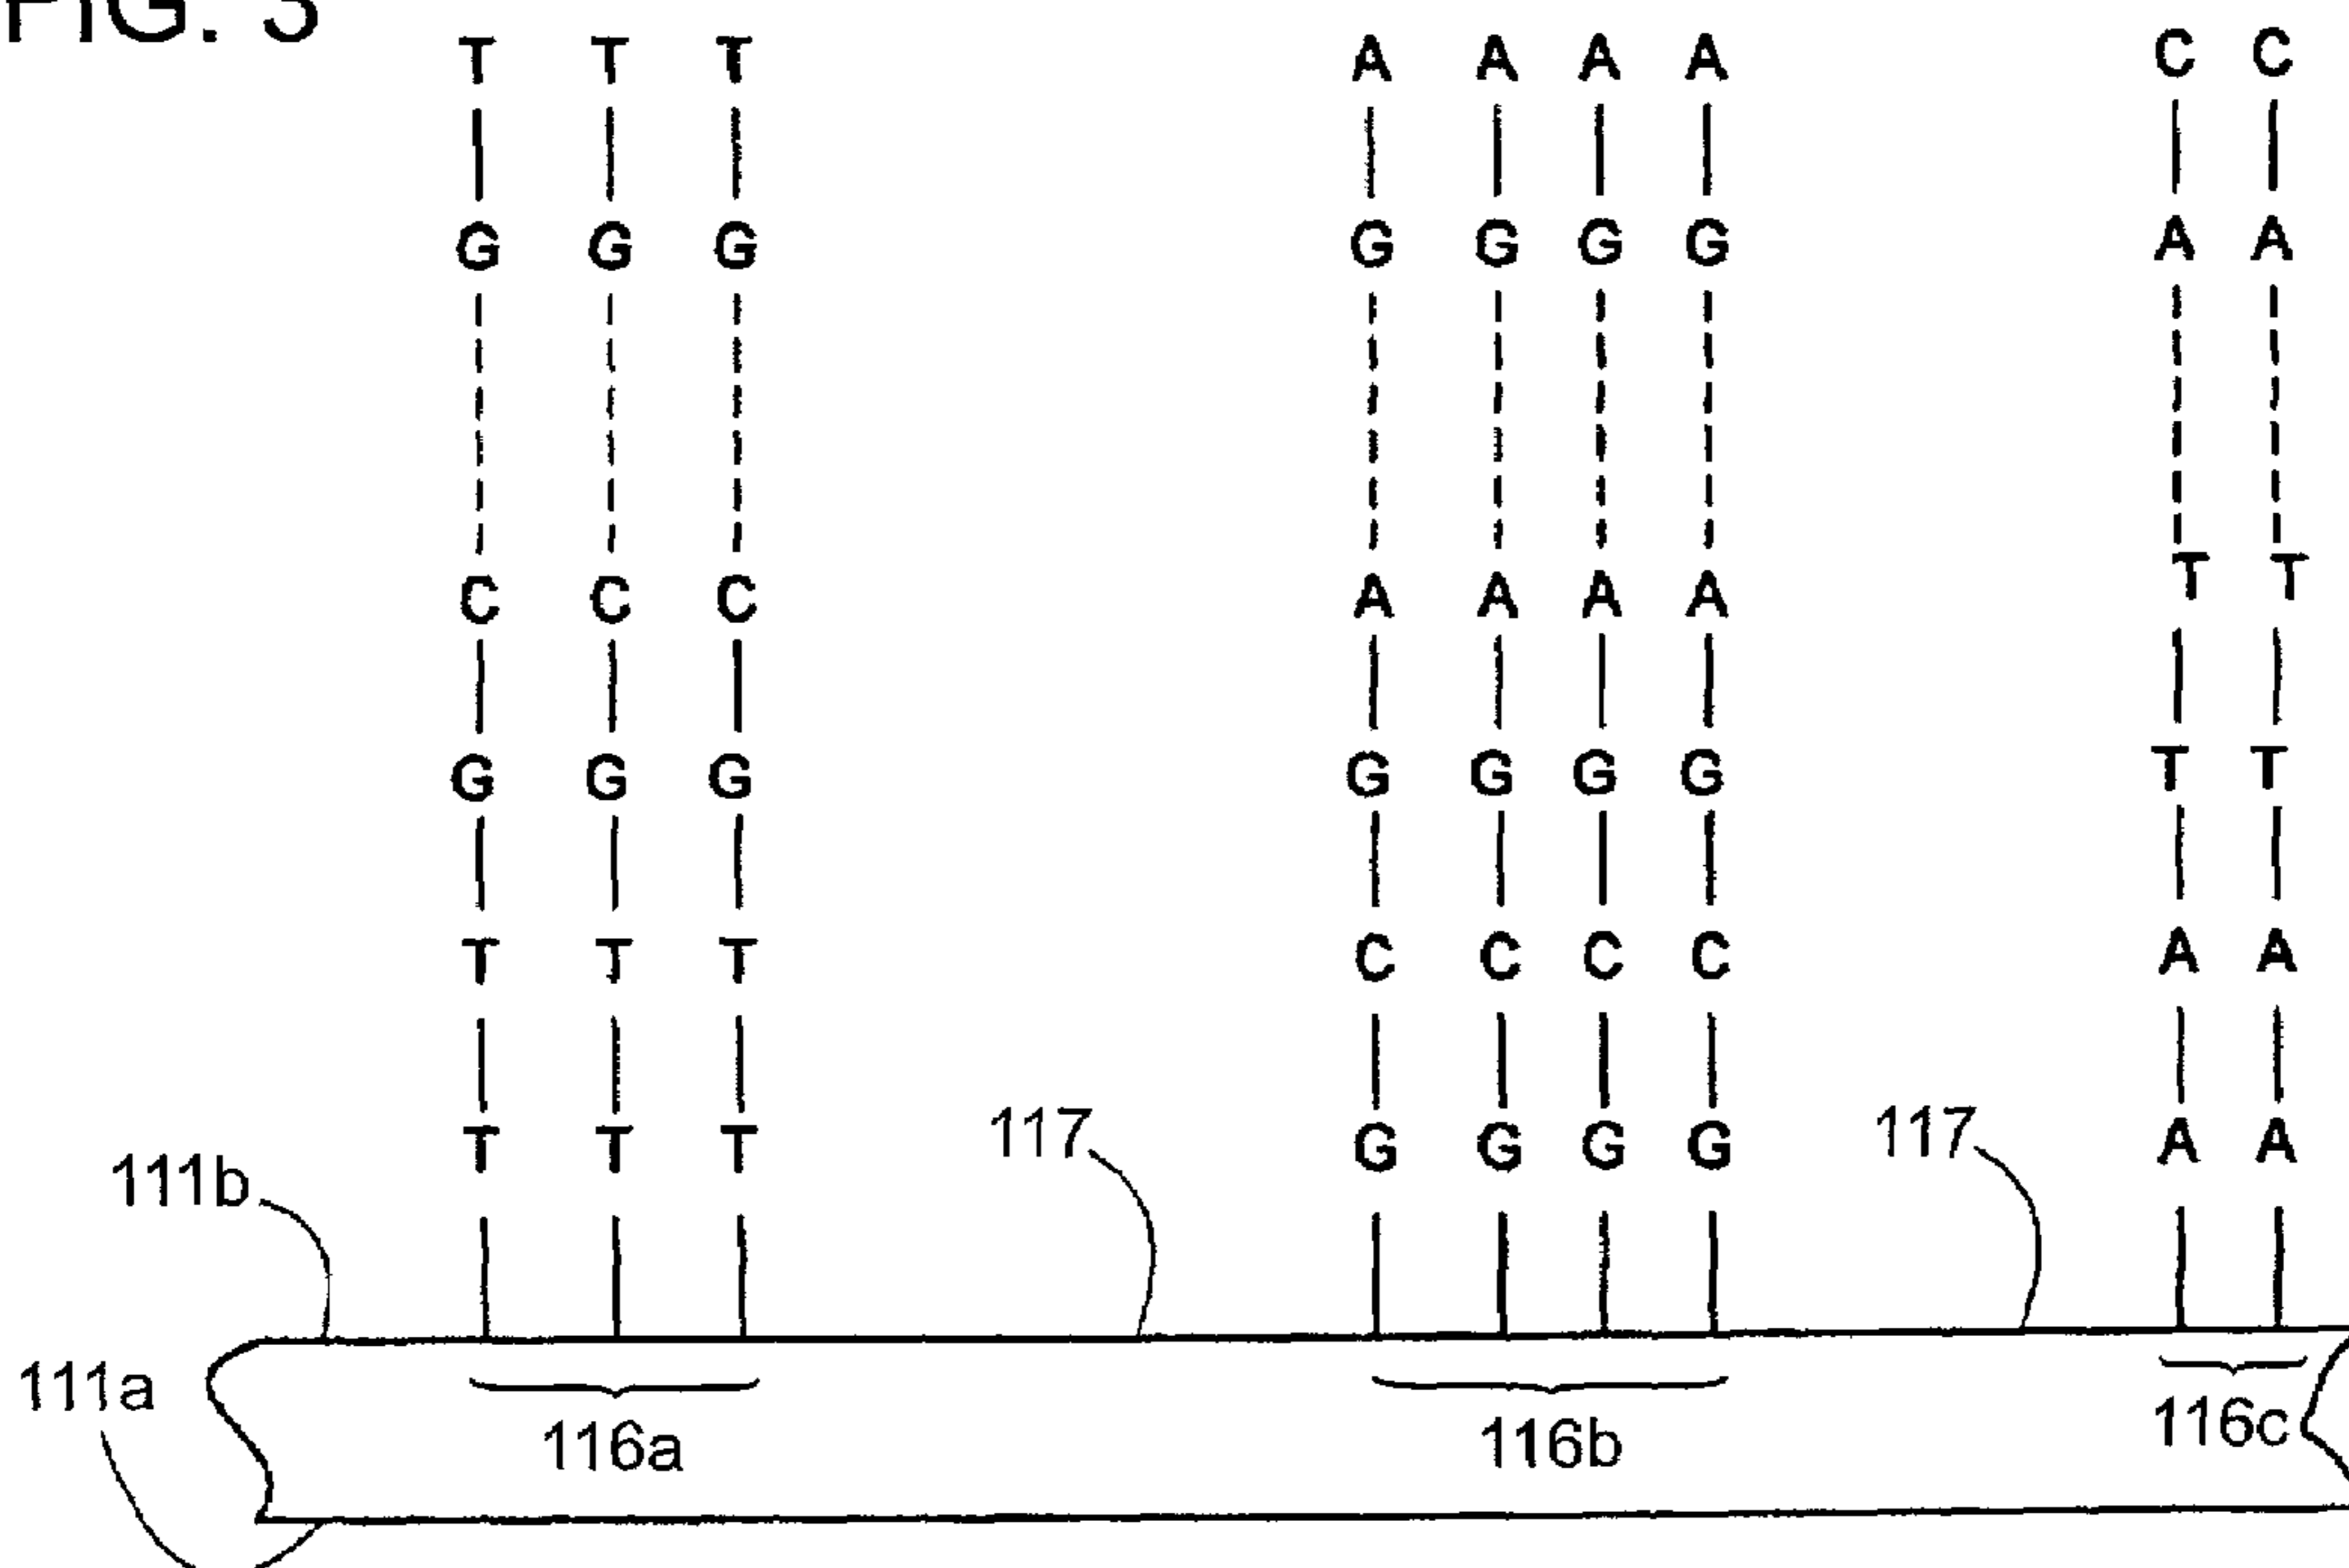 FIG. 3
T T T A A A A C C
G G G G G G G A A
C C C A A A A T T
G G G G G G G T T
T T T C C C C A A
T T T G G G G A A
117 117
111b
111a
116a 116b 116c